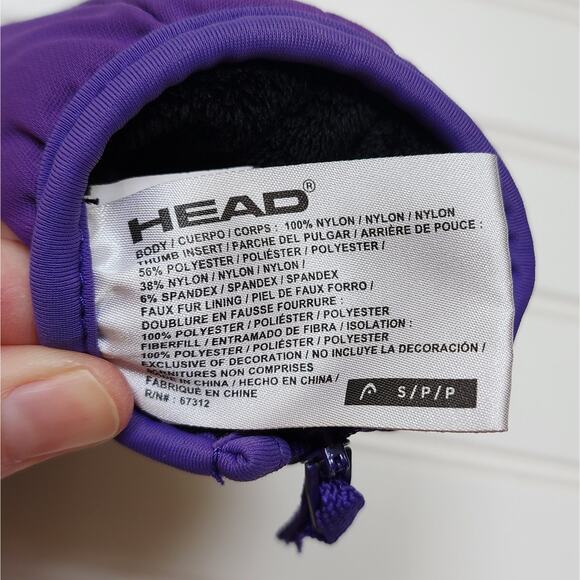 HEAD®
BODY / CUERPO / CORPS : 100% NYLON / NYLON / NYLON
THUMB INSERT / PARCHE DEL PULGAR / ARRIÈRE DE POUCE :
56% POLYESTER / POLIÉSTER / POLYESTER /
38% NYLON / NYLON / NYLON /
6% SPANDEX / SPANDEX / SPANDEX
FAUX FUR LINING / PIEL DE FAUX FORRO /
DOUBLURE EN FAUSSE FOURRURE :
100% POLYESTER / POLIÉSTER / POLYESTER
FIBERFILL / ENTRAMADO DE FIBRA / ISOLATION :
100% POLYESTER / POLIÉSTER / POLYESTER
EXCLUSIVE OF DECORATION / NO INCLUYE LA DECORACIÓN /
GARNITURES NON COMPRISES
MADE IN CHINA / HECHO EN CHINA /
FABRIQUÉ EN CHINE
R/N# : 67312
S/P/P